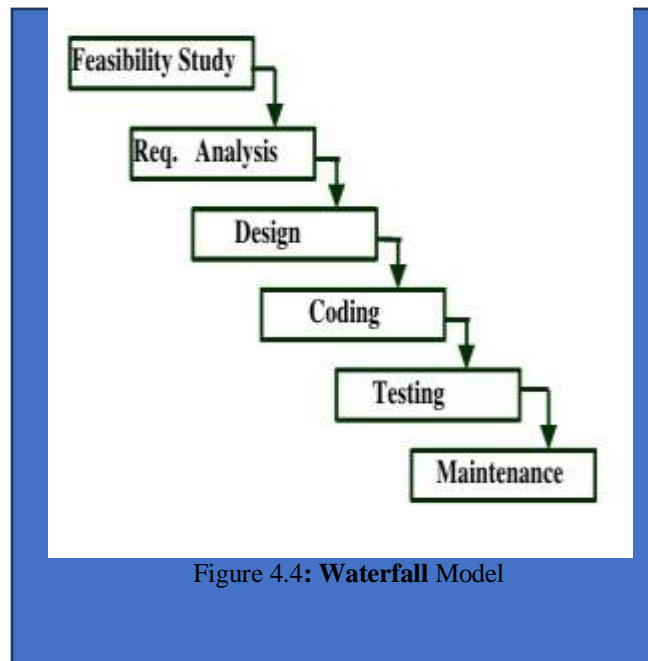 Feasibility Study
Req. Analysis
Design
Coding
Testing
Maintenance
Figure 4.4: Waterfall Model